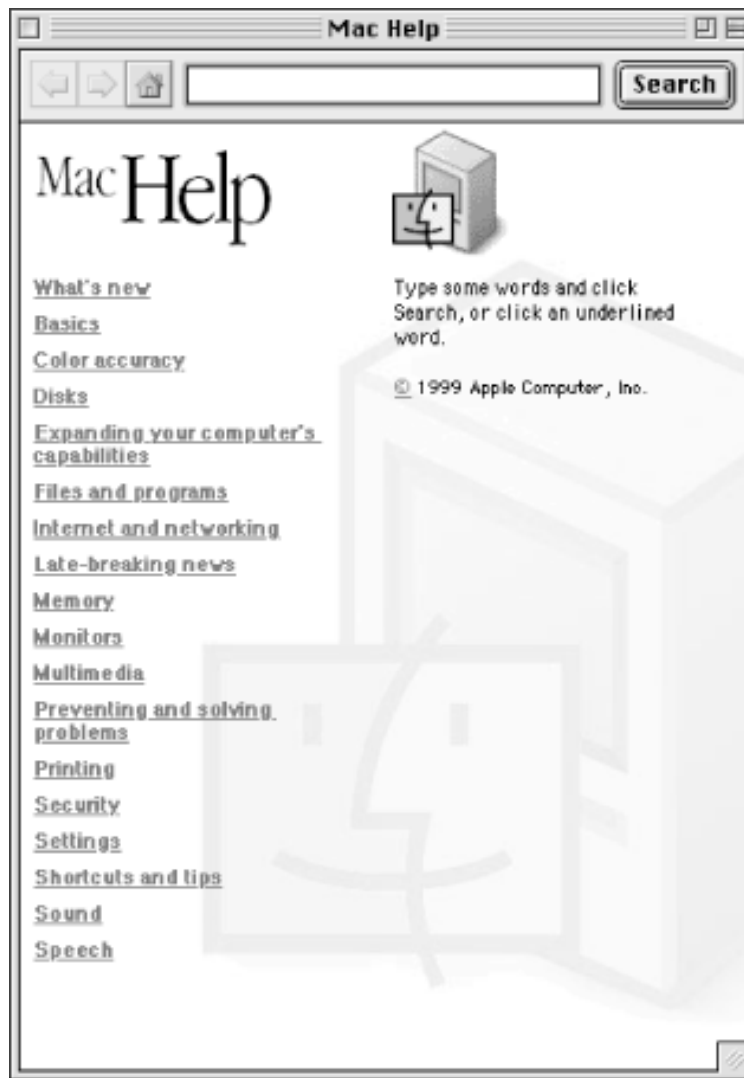 Mac Help
Search
Mac Help
What's new
Basics
Color accuracy
Disks
Expanding your computer's
capabilities
Files and programs
Internet and networking
Late-breaking news
Memory
Monitors
Multimedia
Preventing and solving
problems
Printing
Security
Settings
Shortcuts and tips
Sound
Speech
Type some words and click
Search, or click an underlined
word.
© 1999 Apple Computer, Inc.